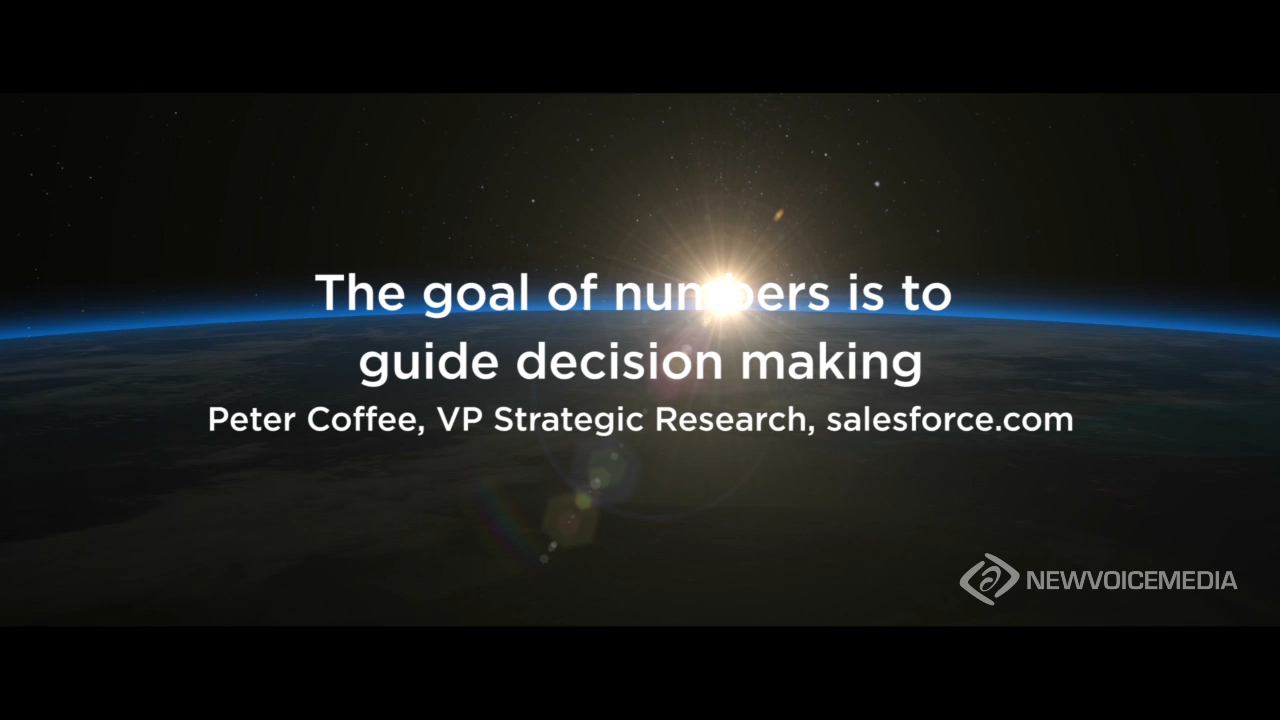 The goal of numbers is to
guide decision making
Peter Coffee, VP Strategic Research, salesforce.com
NEWVOICEMEDIA